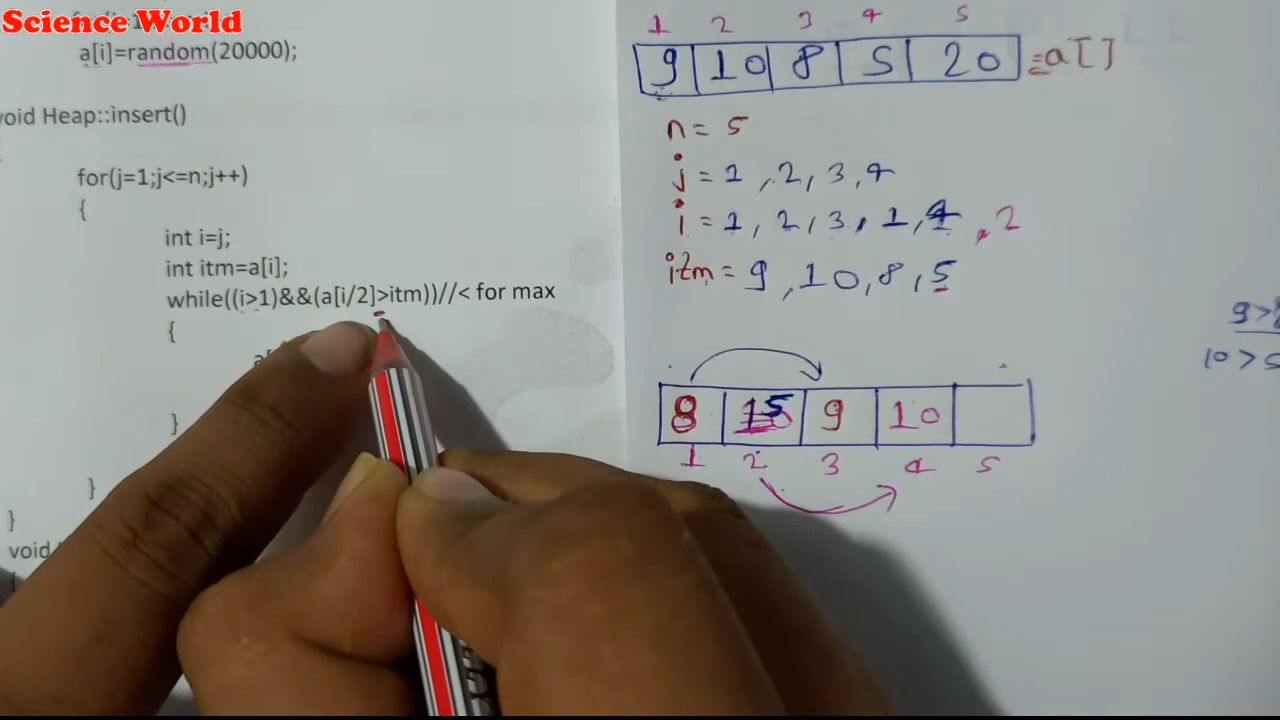 Science World
a[i]=random(20000);
void Heap::insert()
for(j=1;j<=n;j++)
{
int i=j;
int itm=a[i];
while((i>1)&&(a[i/2]>itm))//< for max
{
}
}
}
void
1 2 3 4 5
9 10 8 5 20 =a[]
n = 5
j = 1, 2, 3, 4
i = 1, 2, 3, 1, 4, 2
itm = 9, 10, 8, 5
9>
10>5
8 5 9 10
1 2 3 4 5